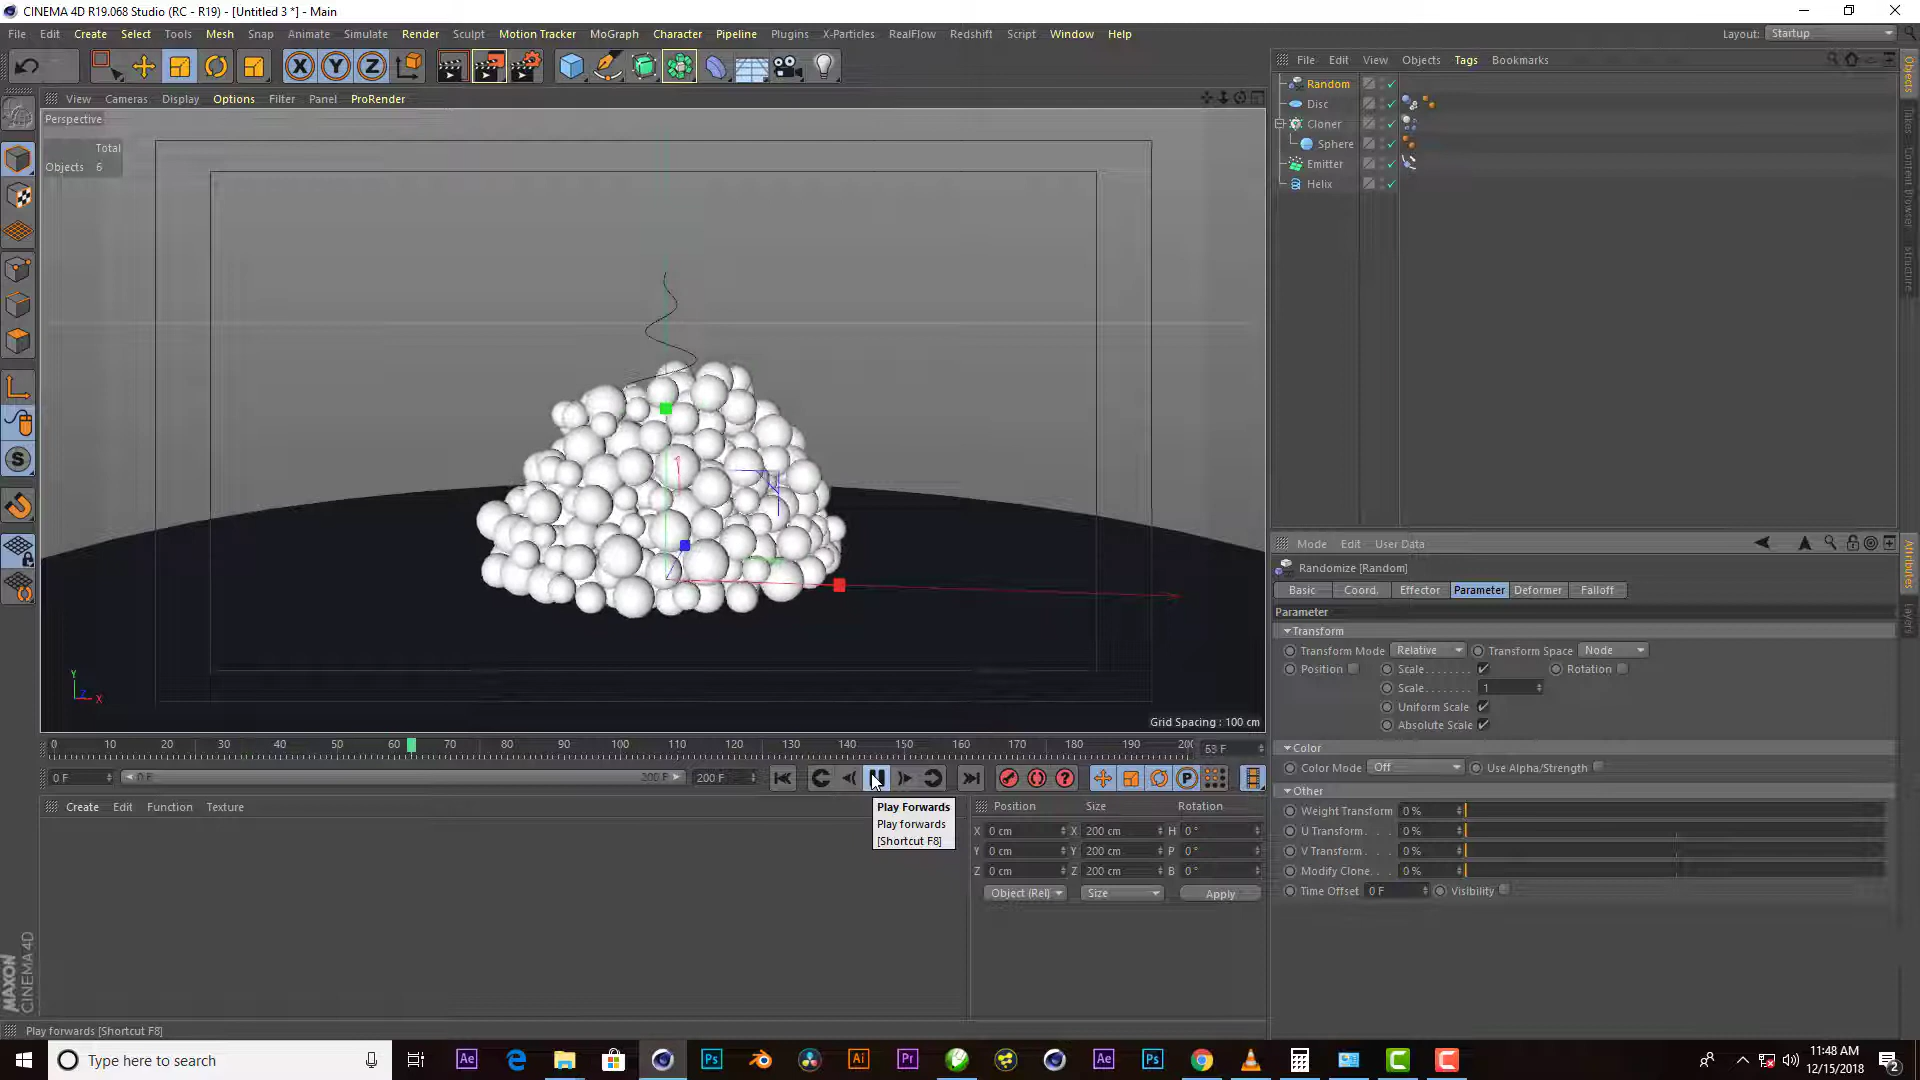 CINEMA 4D R19.068 Studio (RC - R19) - [Untitled 3 *] - Main
File Edit Create Select Tools Mesh Snap Animate Simulate Render Sculpt Motion Tracker MoGraph Character Pipeline Plugins X-Particles RealFlow Redshift Script Window Help
Layout: Startup
X Y Z
File Edit View Objects Tags Bookmarks
View Cameras Display Options Filter Panel ProRender
Perspective
Total
Objects 6
Random
Disc
Cloner
Sphere
Emitter
Helix
Objects
Takes
Content Browser
Structure
Y
Z X
Grid Spacing : 100 cm
Mode Edit User Data
Randomize [Random]
Basic Coord. Effector Parameter Deformer Falloff
Parameter
Transform
Transform Mode Relative Transform Space Node
Position Scale Rotation
Scale 1
Uniform Scale
Absolute Scale
Color
Color Mode Off Use Alpha/Strength
Other
Weight Transform 0 %
U Transform 0 %
V Transform 0 %
Modify Clone 0 %
Time Offset 0 F Visibility
Attributes
Layers
0 10 20 30 40 50 60 70 80 90 100 110 120 130 140 150 160 170 180 190 200
0 F 0 F 200 F 200 F
Create Edit Function Texture
Play Forwards
Play forwards
[Shortcut F8]
Position Size Rotation
X 0 cm X 200 cm H 0 °
Y 0 cm Y 200 cm P 0 °
Z 0 cm Z 200 cm B 0 °
Object (Rel) Size Apply
MAXON
CINEMA 4D
Play forwards [Shortcut F8]
Type here to search
11:48 AM
12/15/2018
2